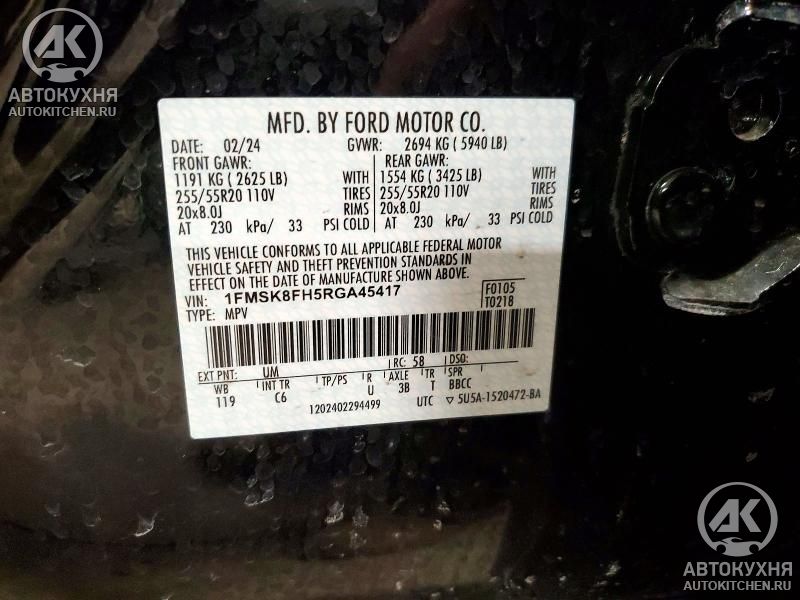 АК
АВТОКУХНЯ
AUTOKITCHEN.RU
MFD. BY FORD MOTOR CO.
DATE: 02/24 GVWR: 2694 KG ( 5940 LB)
FRONT GAWR: REAR GAWR:
1191 KG ( 2625 LB) WITH 1554 KG ( 3425 LB) WITH
255/55R20 110V TIRES 255/55R20 110V TIRES
20x8.0J RIMS 20x8.0J RIMS
AT 230 kPa/ 33 PSI COLD AT 230 kPa/ 33 PSI COLD
THIS VEHICLE CONFORMS TO ALL APPLICABLE FEDERAL MOTOR
VEHICLE SAFETY AND THEFT PREVENTION STANDARDS IN
EFFECT ON THE DATE OF MANUFACTURE SHOWN ABOVE.
VIN: 1FMSK8FH5RGA45417 F0105
TYPE: MPV T0218
EXT PNT: UM RC: 58 DSO:
WB INT TR TP/PS R AXLE TR SPR
119 C6 U 3B T BBCC
1202402294499 UTC ▽ 5U5A-1520472-BA
АК
АВТОКУХНЯ
AUTOKITCHEN.RU